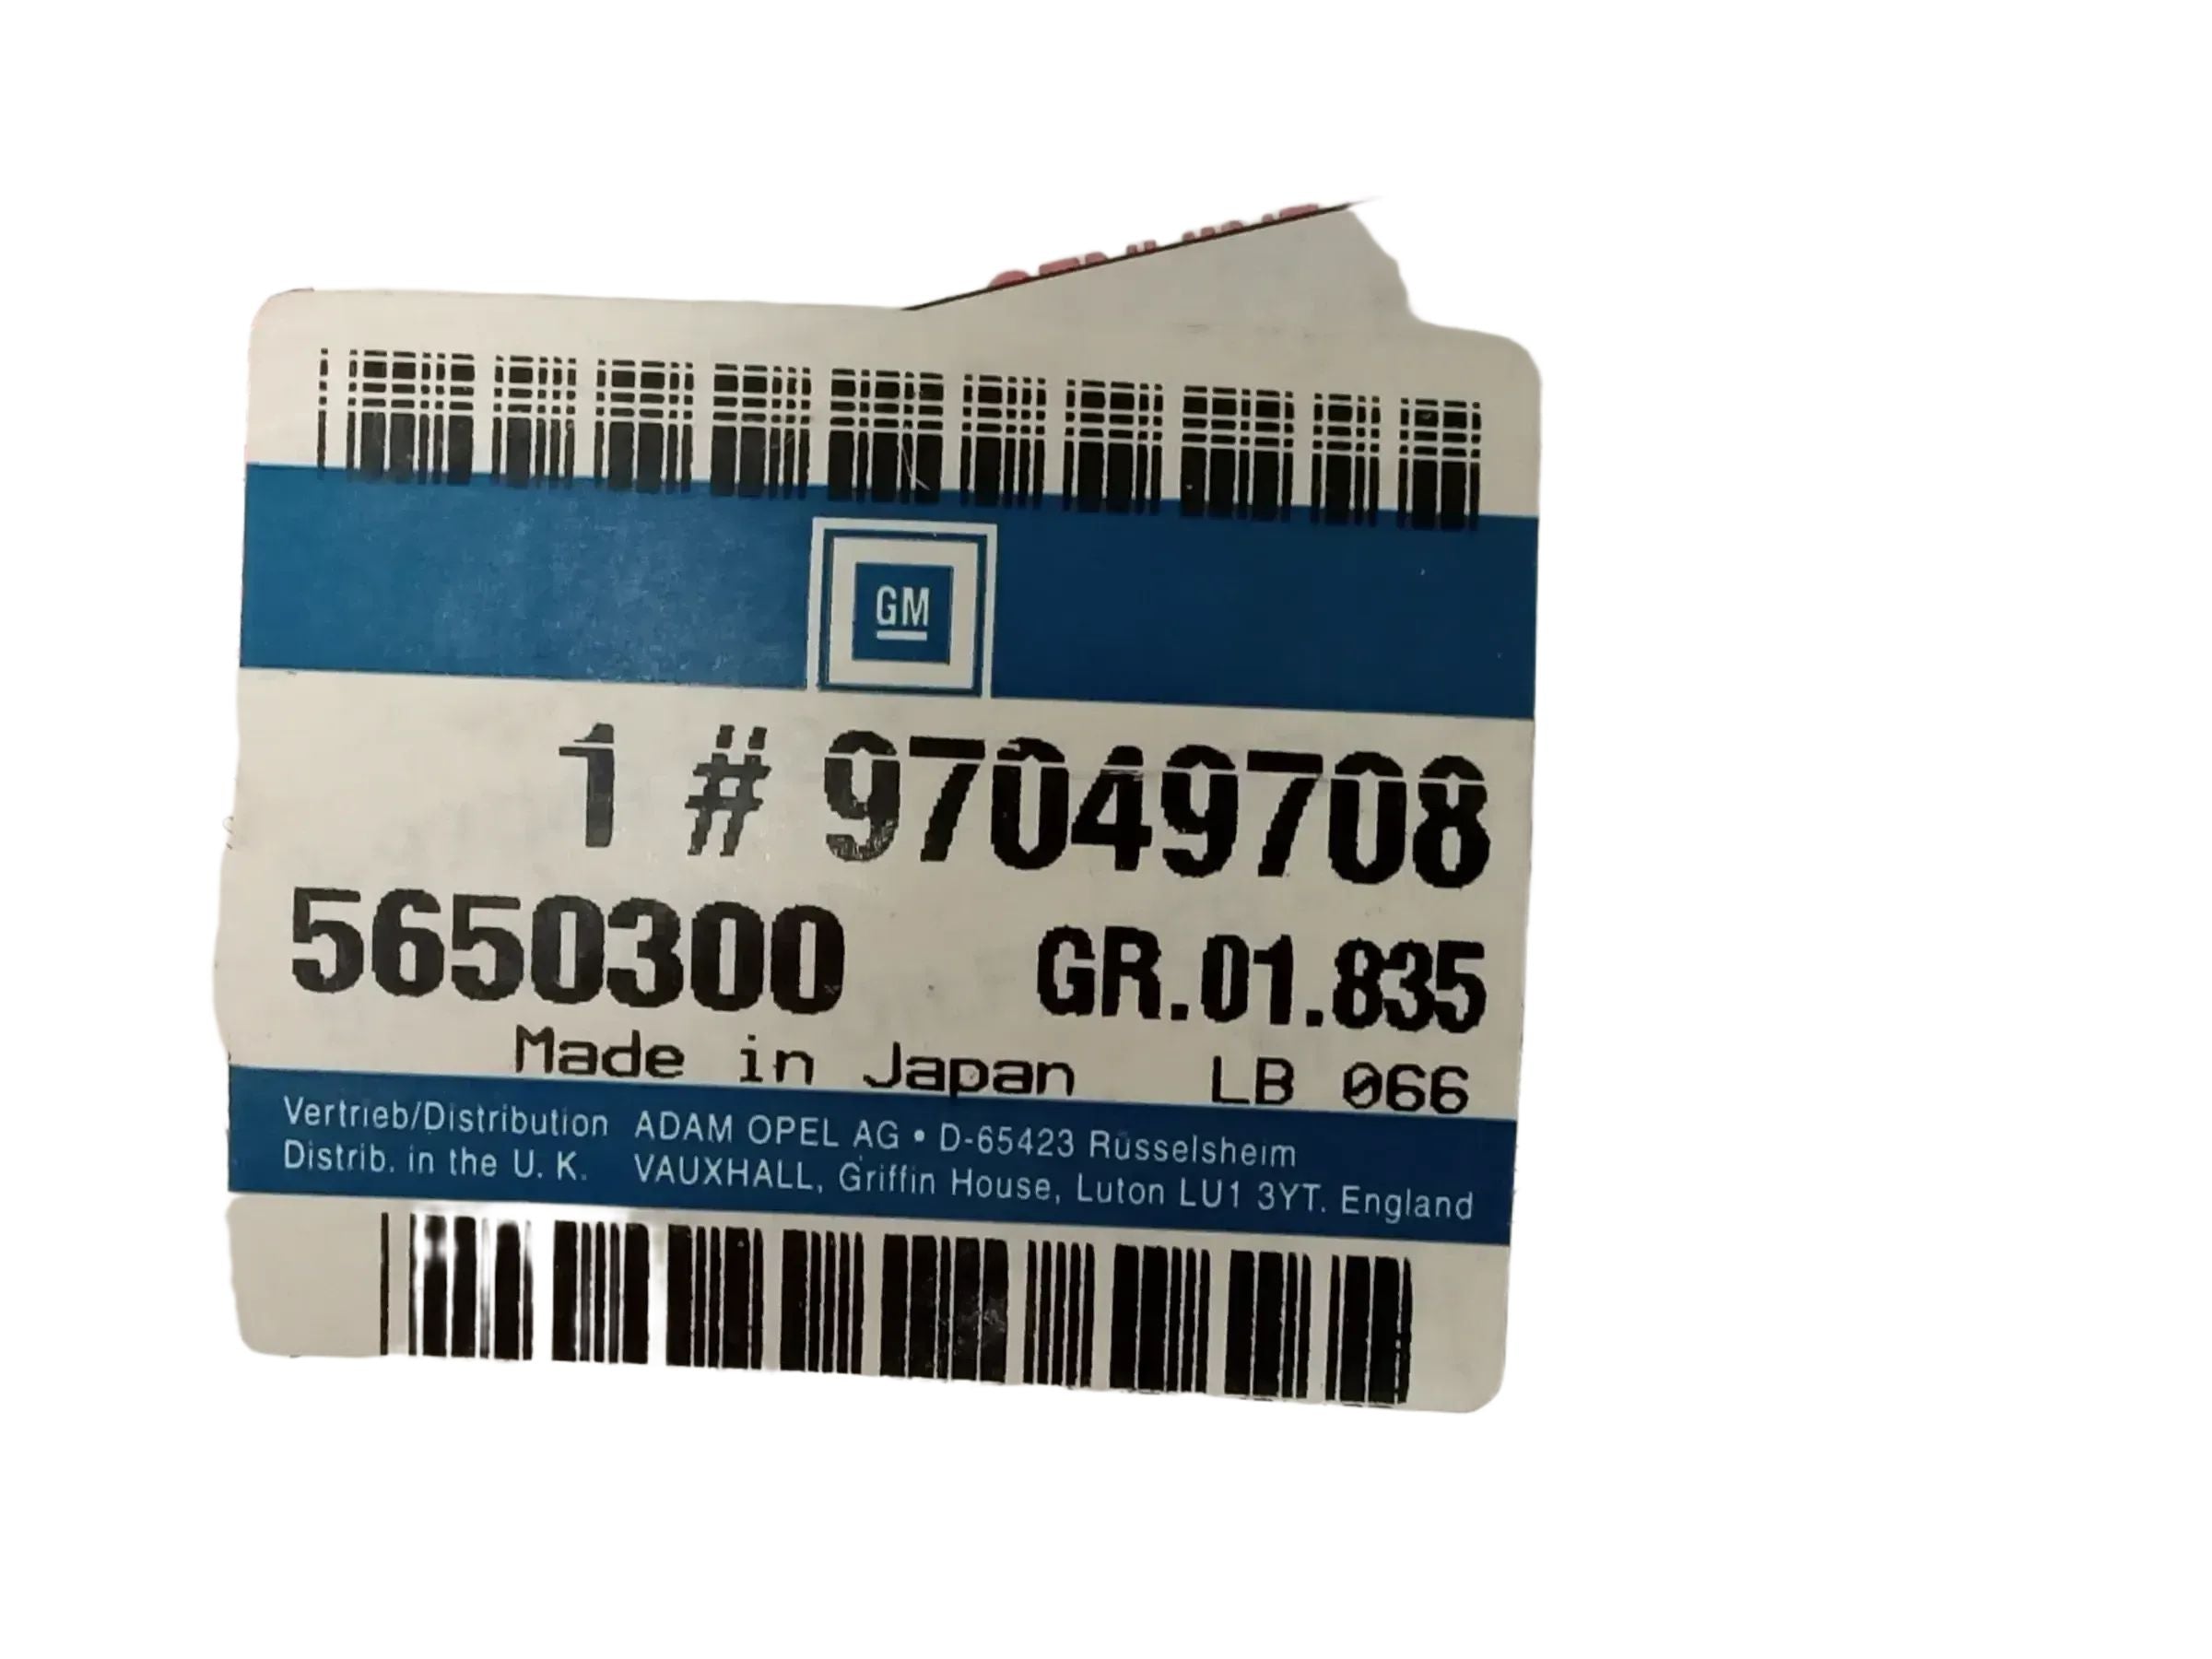 GM
1 # 97049708
5650300 GR.01.835
Made in Japan LB 066
Vertrieb/Distribution ADAM OPEL AG • D-65423 Rüsselsheim
Distrib. in the U. K. VAUXHALL, Griffin House, Luton LU1 3YT. England